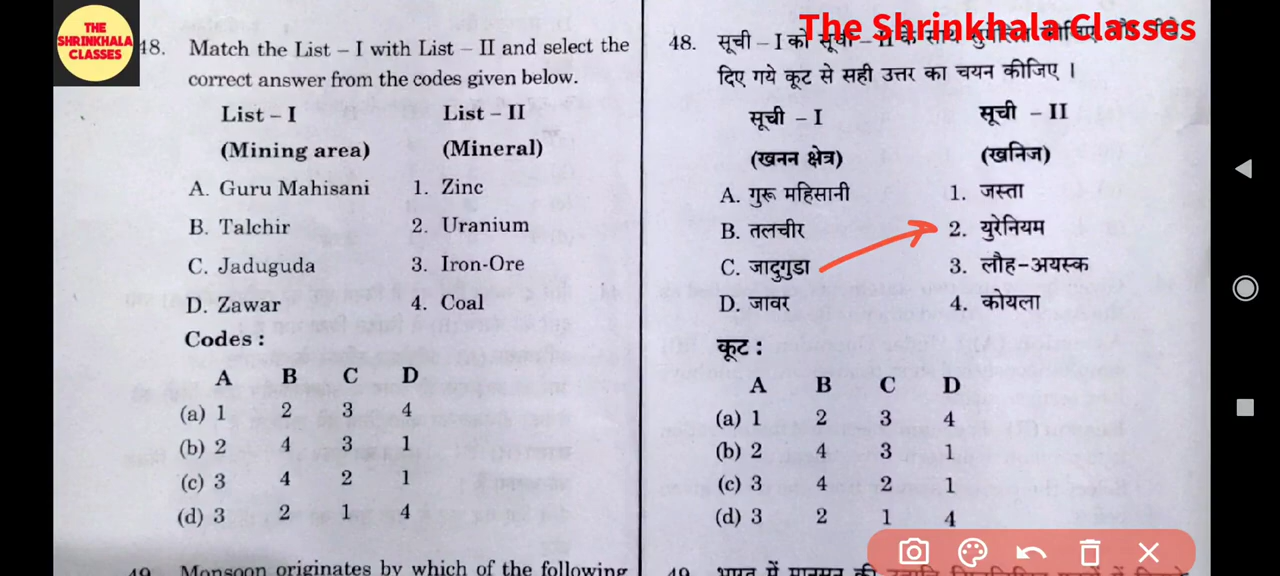 THE
SHRINKHALA
CLASSES
The Shrinkhala Classes
48. Match the List – I with List – II and select the
correct answer from the codes given below.
List – I List – II
(Mining area) (Mineral)
A. Guru Mahisani 1. Zinc
B. Talchir 2. Uranium
C. Jaduguda 3. Iron-Ore
D. Zawar 4. Coal
Codes :
A B C D
(a) 1 2 3 4
(b) 2 4 3 1
(c) 3 4 2 1
(d) 3 2 1 4
49. Monsoon originates by which of the following
48. सूची – I को सूची – II के साथ
दिए गये कूट से सही उत्तर का चयन कीजिए ।
सूची – I सूची – II
(खनन क्षेत्र) (खनिज)
A. गुरू महिसानी 1. जस्ता
B. तलचीर 2. युरेनियम
C. जादुगुडा 3. लौह-अयस्क
D. जावर 4. कोयला
कूट :
A B C D
(a) 1 2 3 4
(b) 2 4 3 1
(c) 3 4 2 1
(d) 3 2 1 4
49. भारत में मानसून की